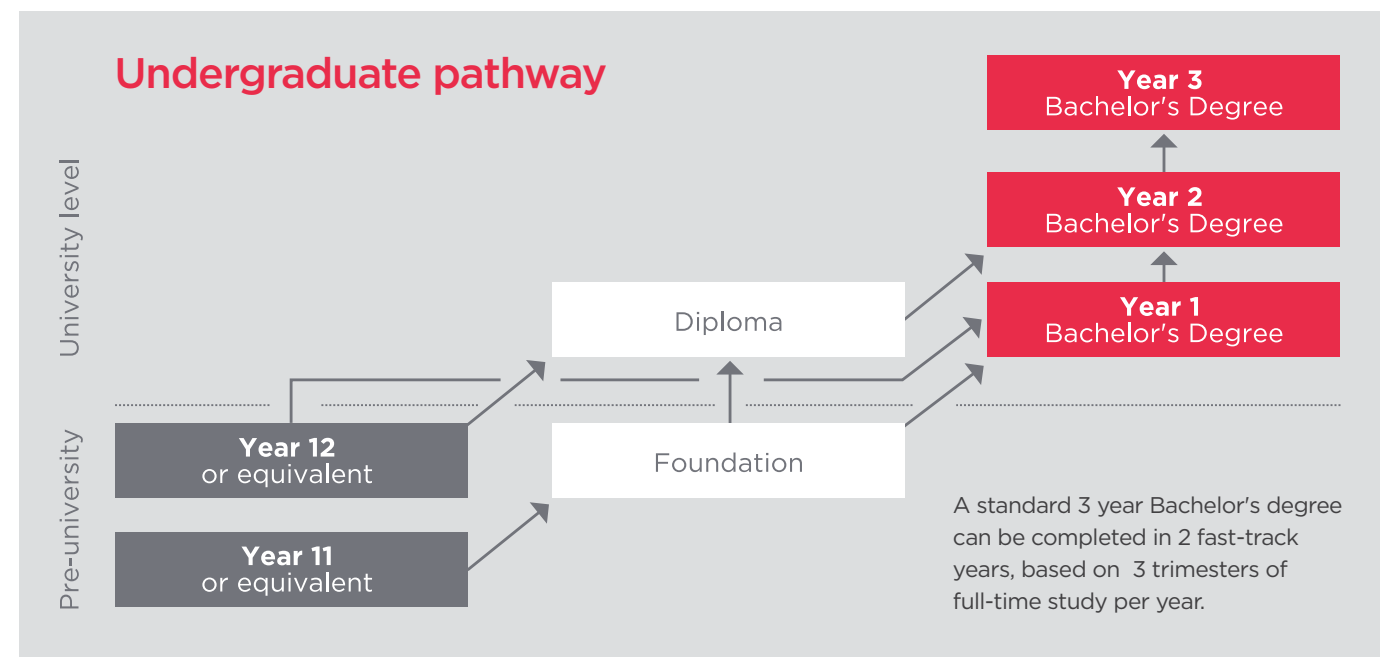 Undergraduate pathway
University level
Year 3
Bachelor's Degree
Year 2
Bachelor's Degree
Diploma
Year 1
Bachelor's Degree
Pre-university
Year 12
or equivalent
Foundation
Year 11
or equivalent
A standard 3 year Bachelor's degree
can be completed in 2 fast-track
years, based on  3 trimesters of
full-time study per year.